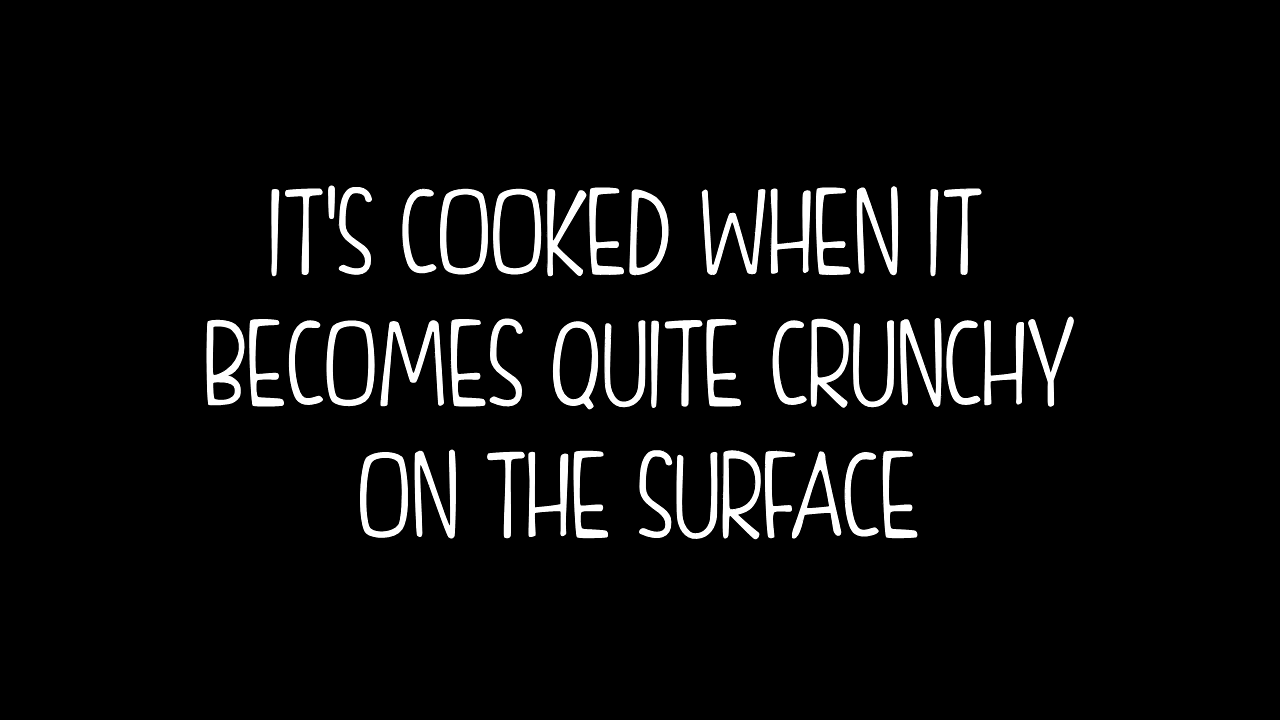 IT'S COOKED WHEN IT
BECOMES QUITE CRUNCHY
ON THE SURFACE